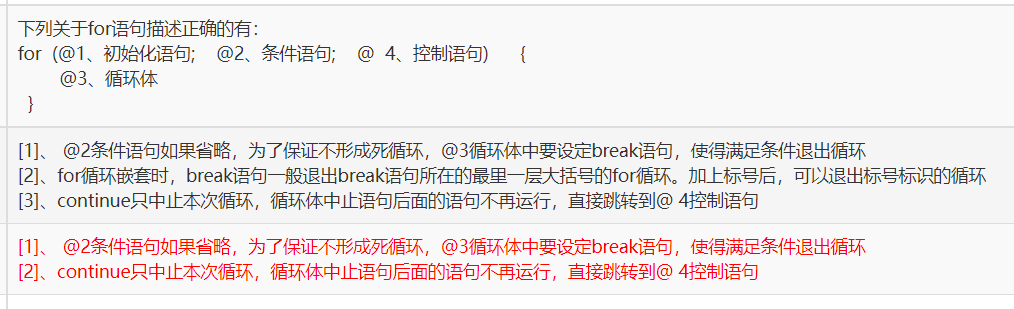 下列关于for语句描述正确的有：
for (@1、初始化语句; @2、条件语句; @ 4、控制语句) {
@3、循环体
}
[1]、 @2条件语句如果省略，为了保证不形成死循环，@3循环体中要设定break语句，使得满足条件退出循环
[2]、for循环嵌套时，break语句一般退出break语句所在的最里一层大括号的for循环。加上标号后，可以退出标号标识的循环
[3]、continue只中止本次循环，循环体中止语句后面的语句不再运行，直接跳转到@ 4控制语句
[1]、 @2条件语句如果省略，为了保证不形成死循环，@3循环体中要设定break语句，使得满足条件退出循环
[2]、continue只中止本次循环，循环体中止语句后面的语句不再运行，直接跳转到@ 4控制语句